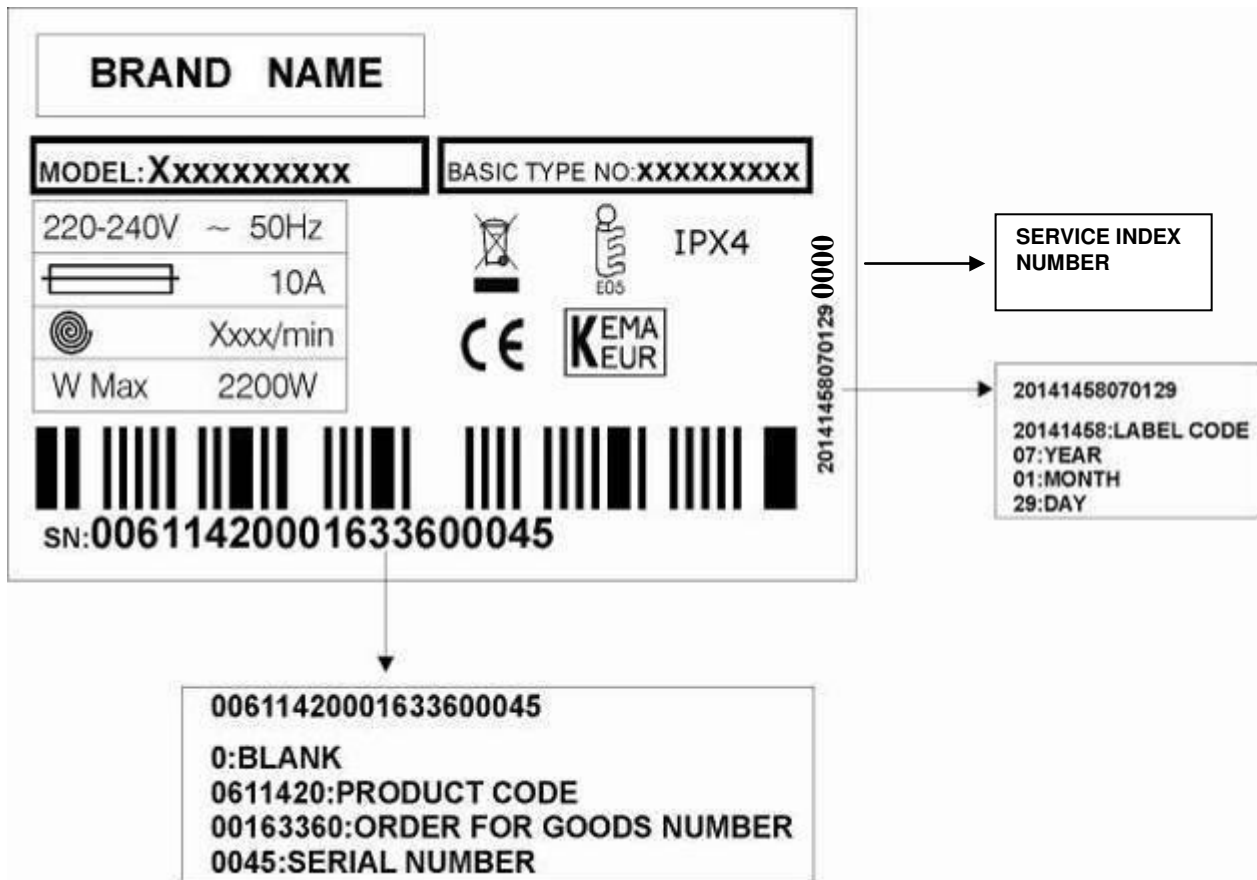 BRAND NAME
MODEL:Xxxxxxxxxx
BASIC TYPE NO:xxxxxxxxx
220-240V ~ 50Hz
10A
Xxxx/min
W Max 2200W
E05
IPX4
CE
KEMA
KEUR
20141458070129 0000
SN:00611420001633600045
SERVICE INDEX
NUMBER
20141458070129
20141458:LABEL CODE
07:YEAR
01:MONTH
29:DAY
00611420001633600045
0:BLANK
0611420:PRODUCT CODE
00163360:ORDER FOR GOODS NUMBER
0045:SERIAL NUMBER